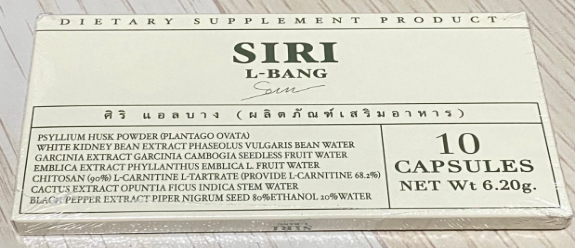 DIETARY SUPPLEMENT PRODUCT
SIRI
L-BANG
ศิริ แอลบาง (ผลิตภัณฑ์เสริมอาหาร)
PSYLLIUM HUSK POWDER (PLANTAGO OVATA)
WHITE KIDNEY BEAN EXTRACT PHASEOLUS VULGARIS BEAN WATER
GARCINIA EXTRACT GARCINIA CAMBOGIA SEEDLESS FRUIT WATER
EMBLICA EXTRACT PHYLLANTHUS EMBLICA L. FRUIT WATER
CHITOSAN (90%) L-CARNITINE L-TARTRATE (PROVIDE L-CARNITINE 68.2%)
CACTUS EXTRACT OPUNTIA FICUS INDICA STEM WATER
BLACK PEPPER EXTRACT PIPER NIGRUM SEED 80%ETHANOL 20%WATER
10
CAPSULES
NET Wt 6.20g.
SIRI